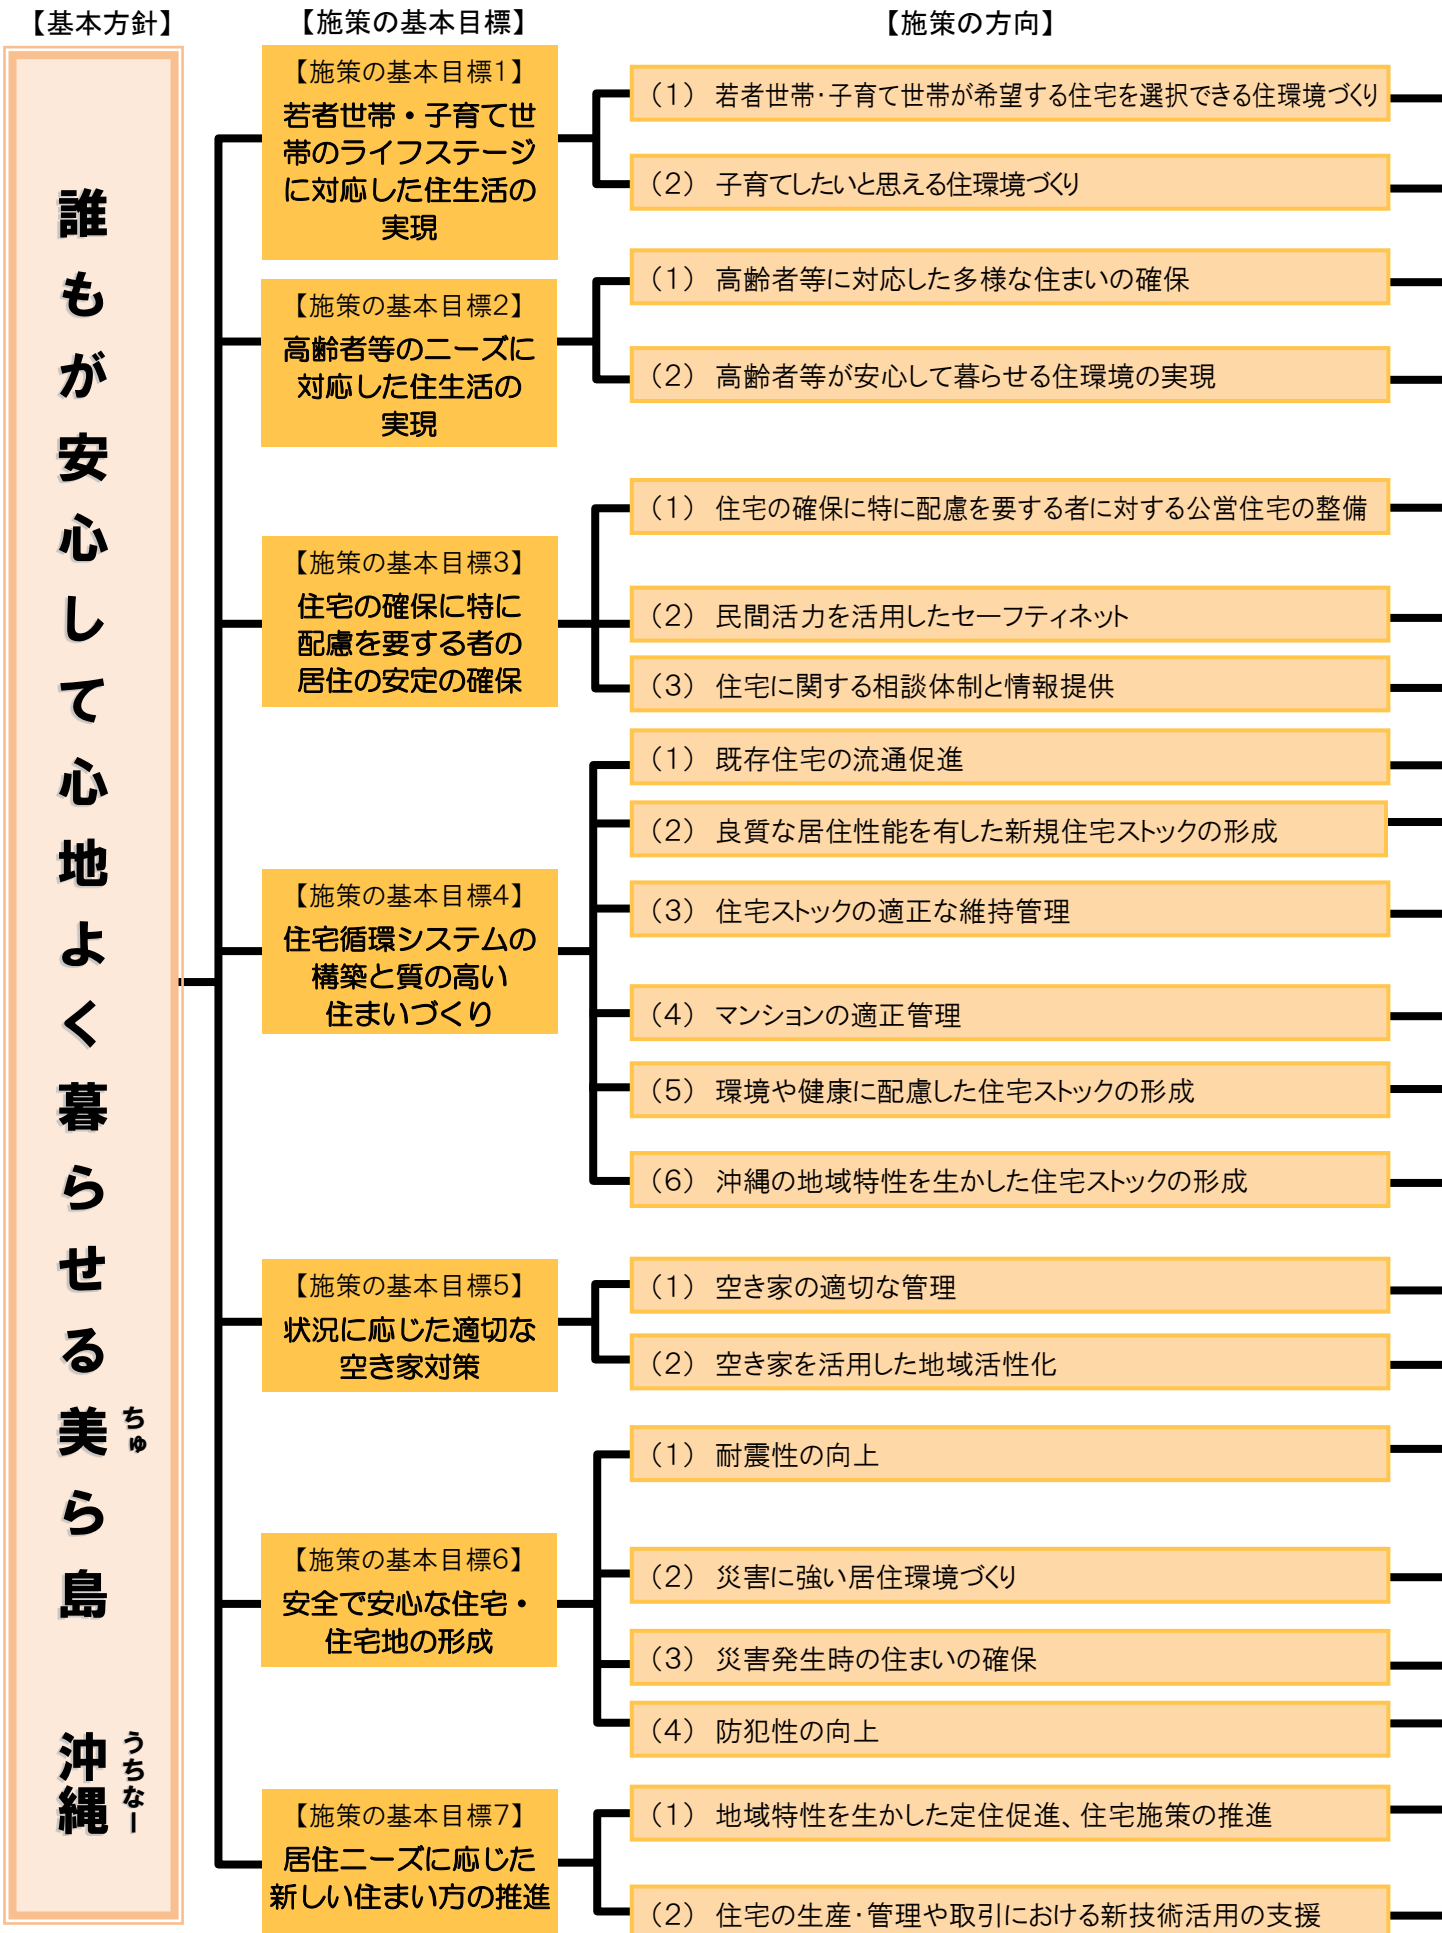 【基本方針】
【施策の基本目標】
【施策の方向】
誰もが安心して心地よく暮らせる美ら島 沖縄
ちゅ
うちなー
【施策の基本目標1】
若者世帯・子育て世
帯のライフステージ
に対応した住生活の
実現
(1) 若者世帯・子育て世帯が希望する住宅を選択できる住環境づくり
(2) 子育てしたいと思える住環境づくり
【施策の基本目標2】
高齢者等のニーズに
対応した住生活の
実現
(1) 高齢者等に対応した多様な住まいの確保
(2) 高齢者等が安心して暮らせる住環境の実現
【施策の基本目標3】
住宅の確保に特に
配慮を要する者の
居住の安定の確保
(1) 住宅の確保に特に配慮を要する者に対する公営住宅の整備
(2) 民間活力を活用したセーフティネット
(3) 住宅に関する相談体制と情報提供
【施策の基本目標4】
住宅循環システムの
構築と質の高い
住まいづくり
(1) 既存住宅の流通促進
(2) 良質な居住性能を有した新規住宅ストックの形成
(3) 住宅ストックの適正な維持管理
(4) マンションの適正管理
(5) 環境や健康に配慮した住宅ストックの形成
(6) 沖縄の地域特性を生かした住宅ストックの形成
【施策の基本目標5】
状況に応じた適切な
空き家対策
(1) 空き家の適切な管理
(2) 空き家を活用した地域活性化
【施策の基本目標6】
安全で安心な住宅・
住宅地の形成
(1) 耐震性の向上
(2) 災害に強い居住環境づくり
(3) 災害発生時の住まいの確保
(4) 防犯性の向上
【施策の基本目標7】
居住ニーズに応じた
新しい住まい方の推進
(1) 地域特性を生かした定住促進、住宅施策の推進
(2) 住宅の生産・管理や取引における新技術活用の支援